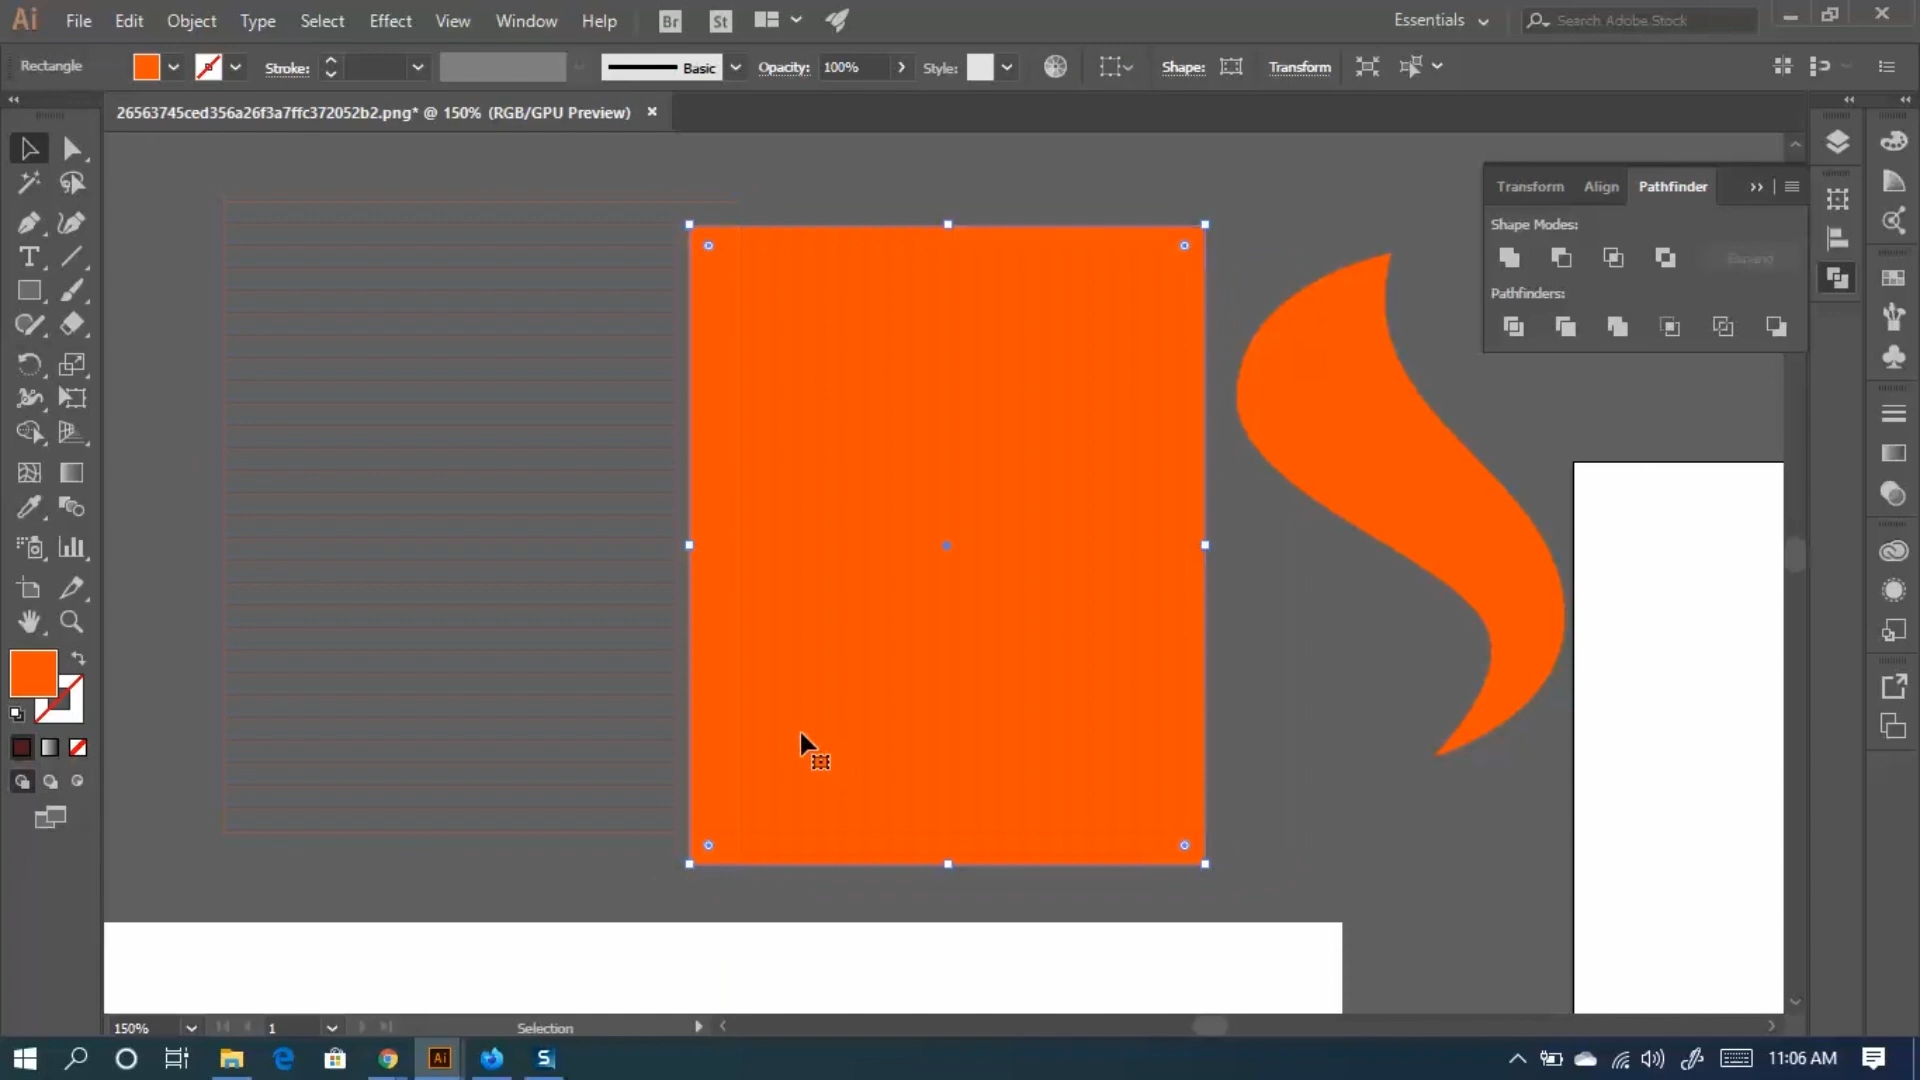 Ai File Edit Object Type Select Effect View Window Help Br St Essentials Search Adobe Stock
Rectangle Stroke: Basic Opacity: 100% Style: Shape: Transform
26563745ced356a26f3a7ffc372052b2.png* @ 150% (RGB/GPU Preview)
Transform Align Pathfinder
Shape Modes:
Expand
Pathfinders:
150% 1 Selection
Ai S 11:06 AM